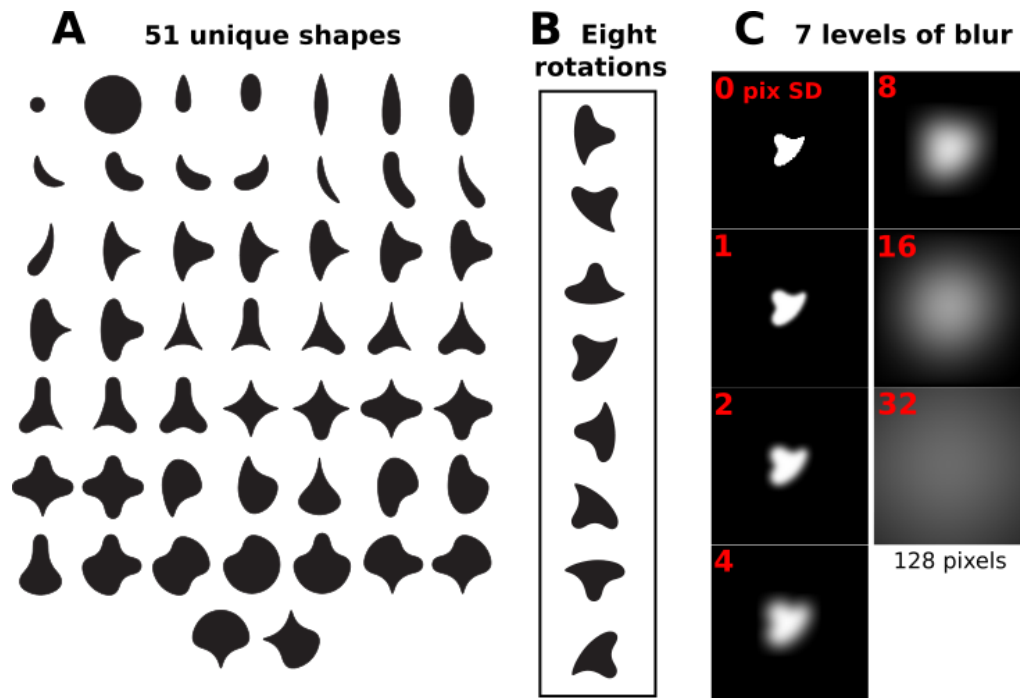 A 51 unique shapes
B Eight
rotations
C 7 levels of blur
0 pix SD
8
1
16
2
32
4
128 pixels